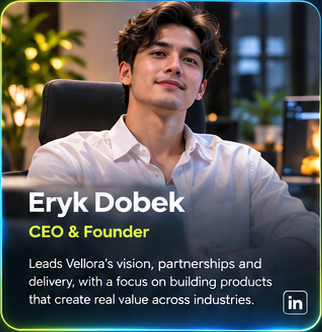 Eryk Dobek
CEO & Founder
Leads Vellora's vision, partnerships and
delivery, with a focus on building products
that create real value across industries.
in